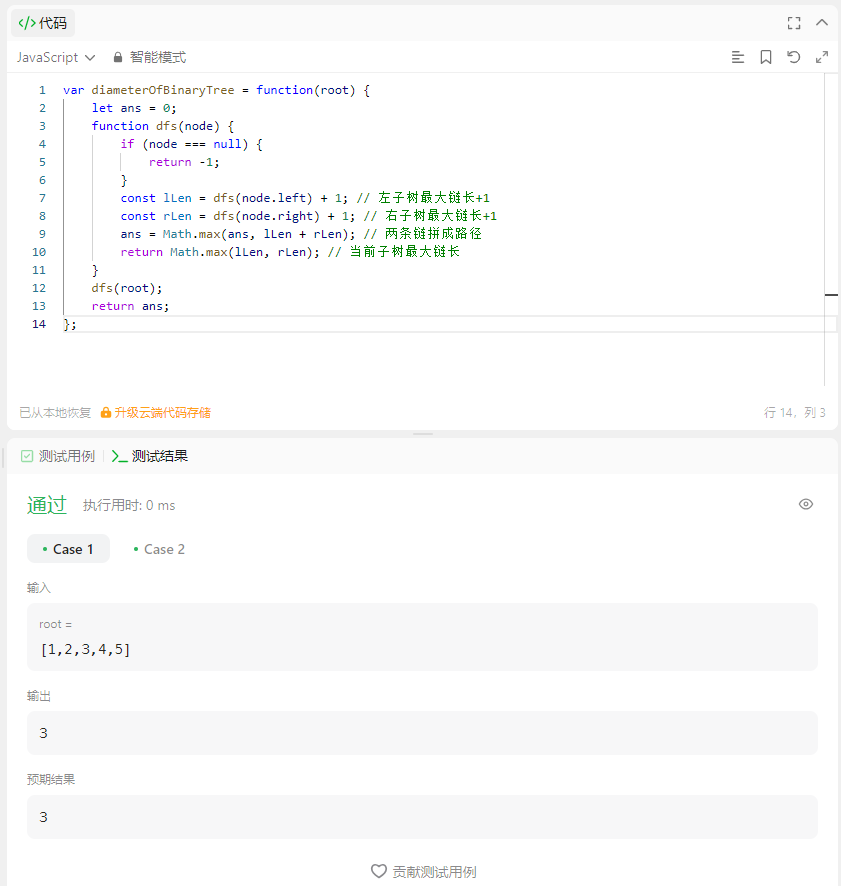 </> 代码
JavaScript 智能模式
1 var diameterOfBinaryTree = function(root) {
2     let ans = 0;
3     function dfs(node) {
4         if (node === null) {
5             return -1;
6         }
7         const lLen = dfs(node.left) + 1; // 左子树最大链长+1
8         const rLen = dfs(node.right) + 1; // 右子树最大链长+1
9         ans = Math.max(ans, lLen + rLen); // 两条链拼成路径
10         return Math.max(lLen, rLen); // 当前子树最大链长
11     }
12     dfs(root);
13     return ans;
14 };
已从本地恢复 升级云端代码存储 行 14, 列 3
测试用例 >_ 测试结果
通过 执行用时: 0 ms
• Case 1 • Case 2
输入
root =
[1,2,3,4,5]
输出
3
预期结果
3
贡献测试用例